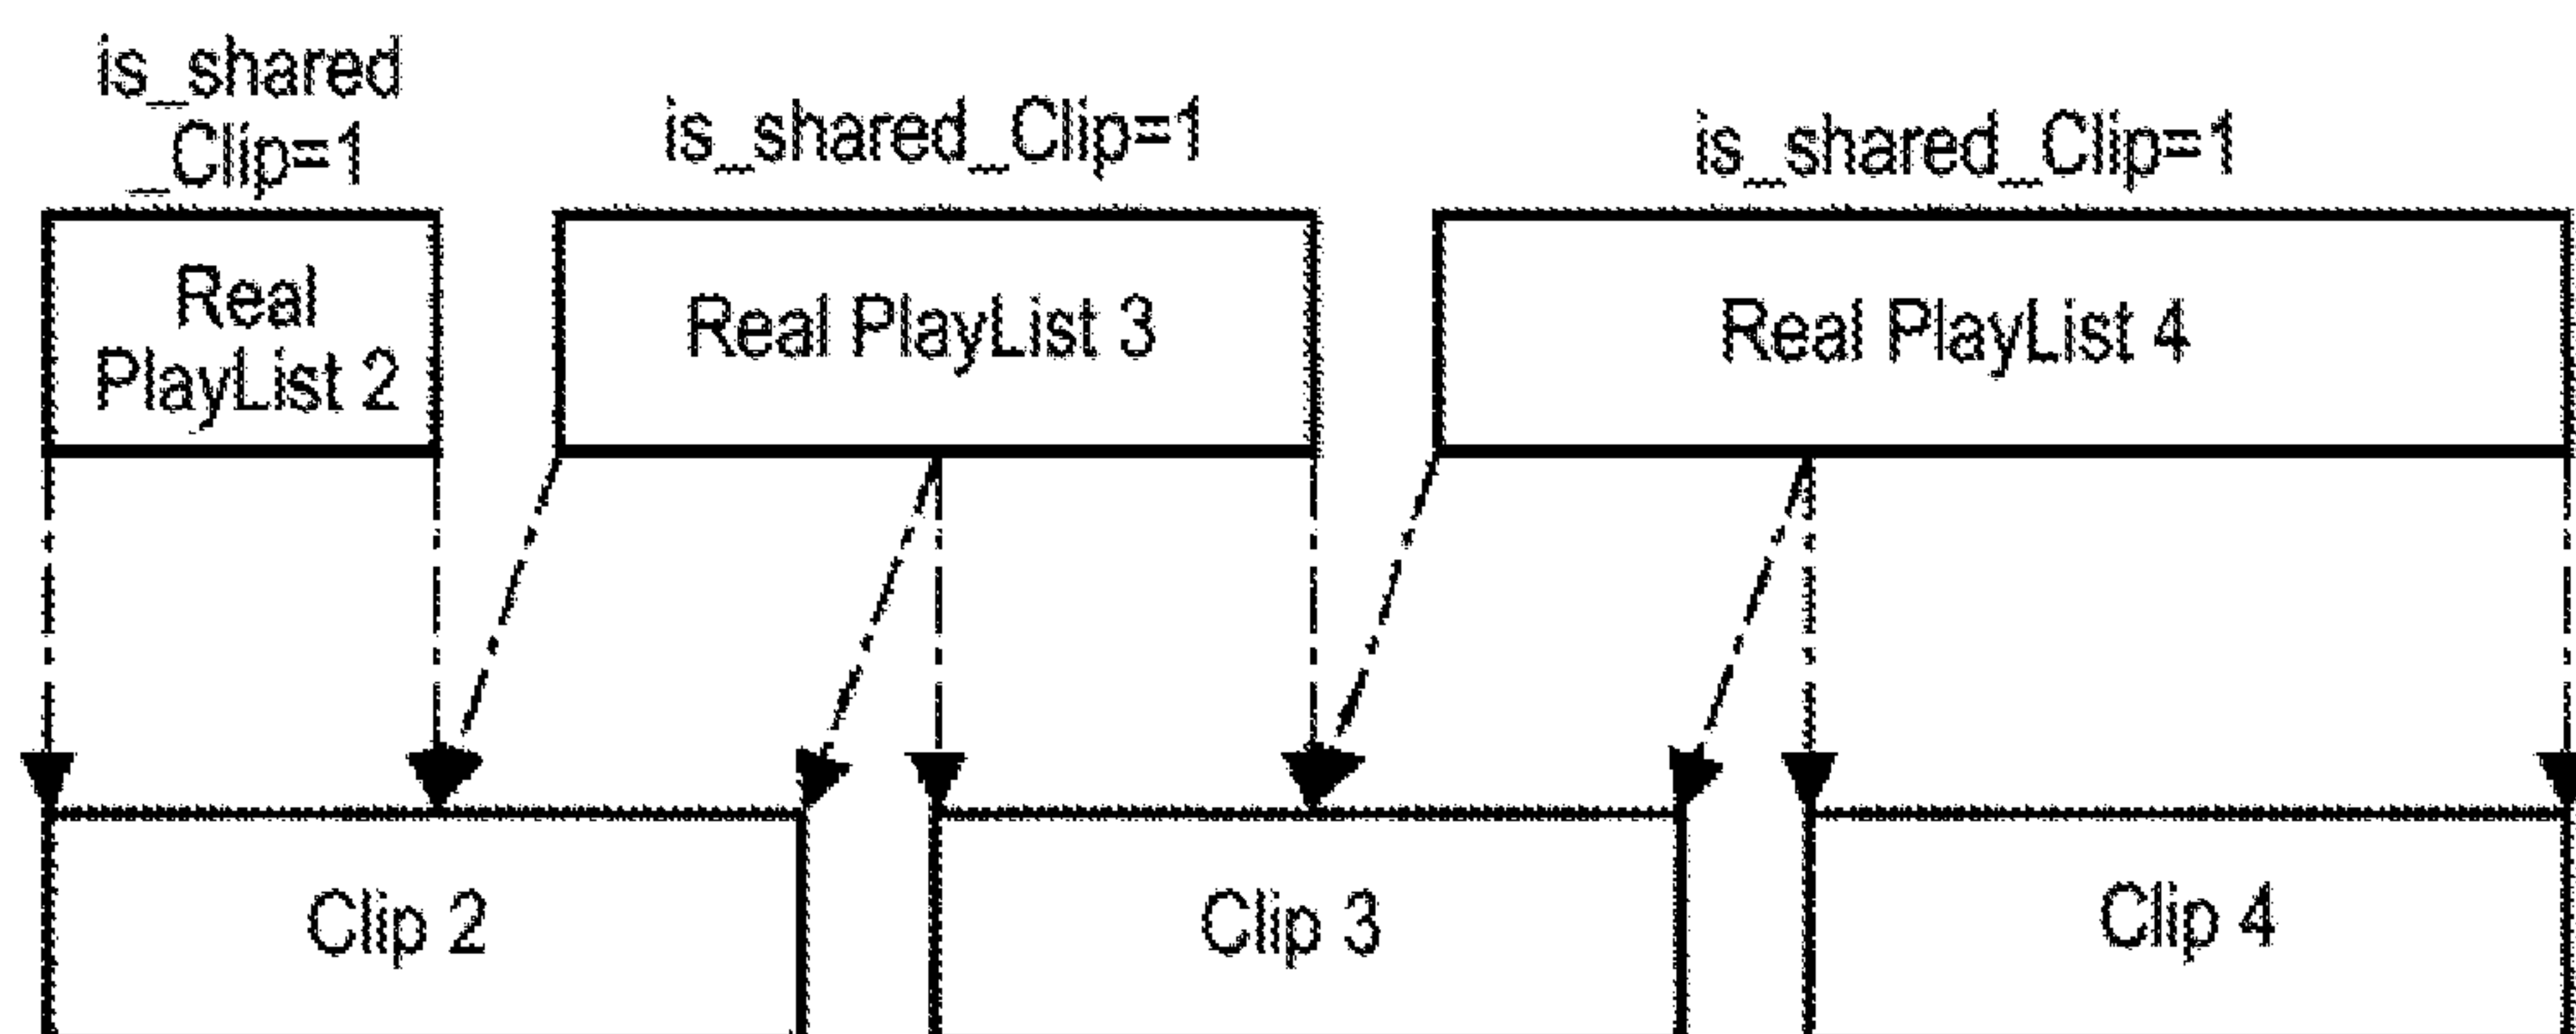 is_shared
_Clip=1
is_shared_Clip=1
is_shared_Clip=1
Real
PlayList 2
Real PlayList 3
Real PlayList 4
Clip 2
Clip 3
Clip 4